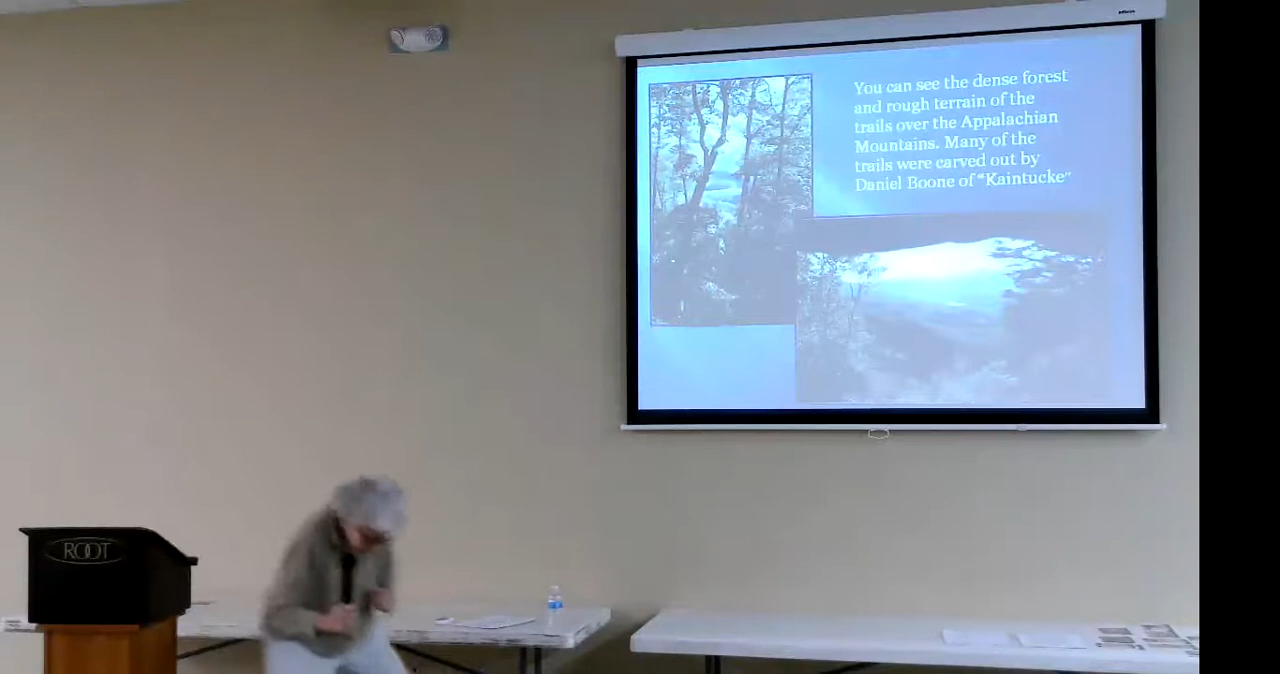 You can see the dense forest
and rough terrain of the
trails over the Appalachian
Mountains. Many of the
trails were carved out by
Daniel Boone of "Kaintucke"
ROOT